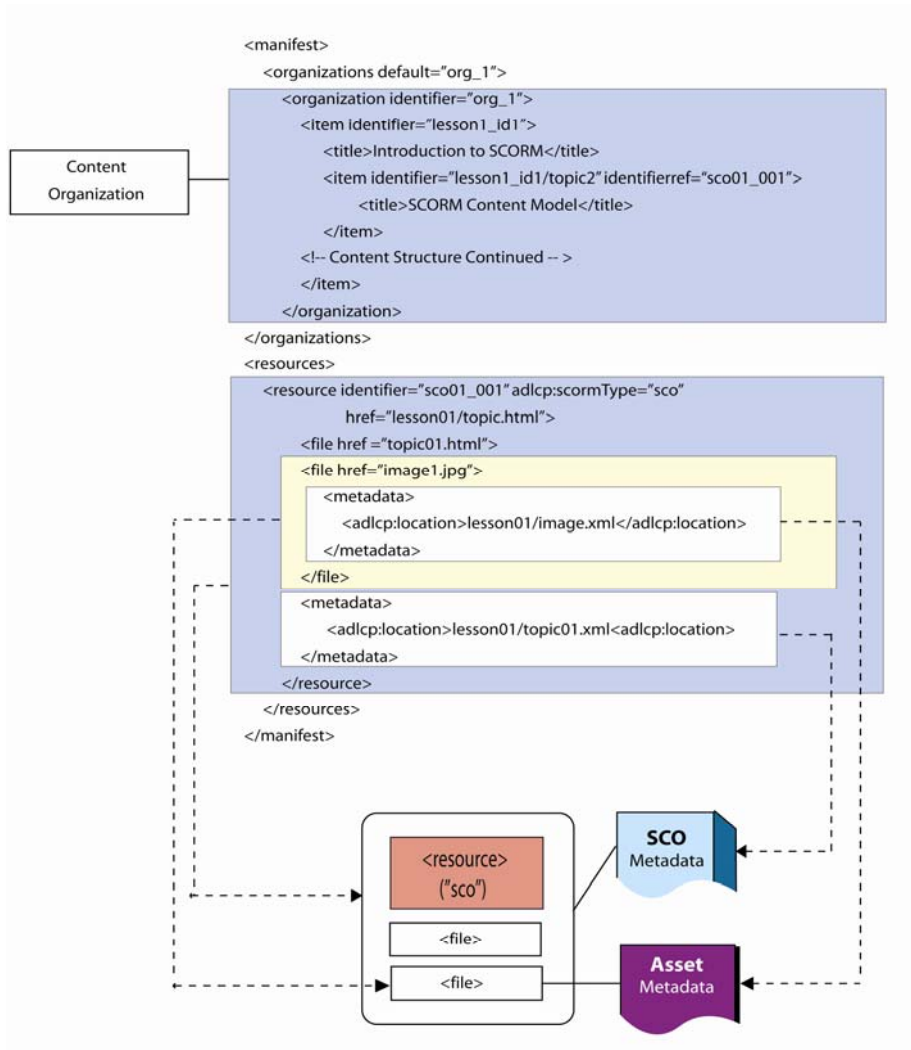 <manifest>
<organizations default="org_1">
<organization identifier="org_1">
<item identifier="lesson1_id1">
<title>Introduction to SCORM</title>
<item identifier="lesson1_id1/topic2" identifierref="sco01_001">
<title>SCORM Content Model</title>
</item>
<!-- Content Structure Continued -- >
</item>
</organization>
</organizations>
Content
Organization
<resources>
<resource identifier="sco01_001" adlcp:scormType="sco"
href="lesson01/topic.html">
<file href ="topic01.html">
<file href="image1.jpg">
<metadata>
<adlcp:location>lesson01/image.xml</adlcp:location>
</metadata>
</file>
<metadata>
<adlcp:location>lesson01/topic01.xml<adlcp:location>
</metadata>
</resource>
</resources>
</manifest>
<resource>
("sco")
<file>
<file>
SCO
Metadata
Asset
Metadata